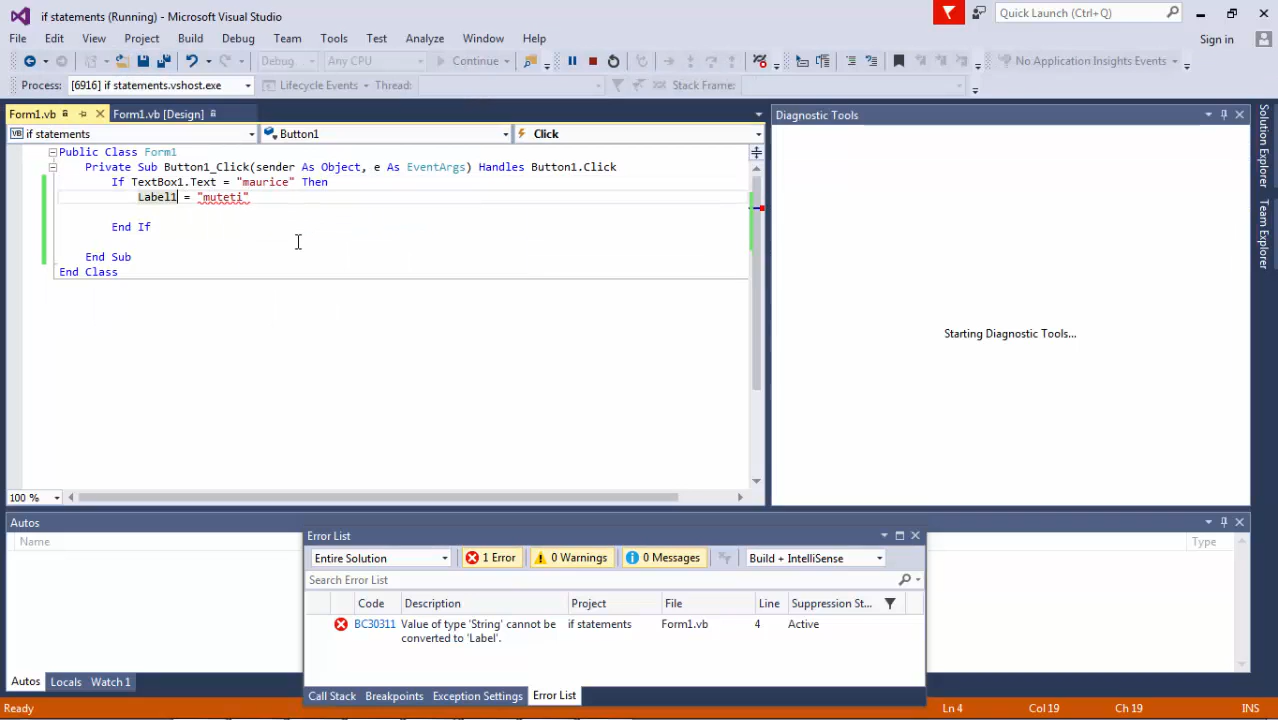 if statements (Running) - Microsoft Visual Studio
Quick Launch (Ctrl+Q)
File Edit View Project Build Debug Team Tools Test Analyze Window Help
Sign in
Debug Any CPU Continue No Application Insights Events
Process: [6916] if statements.vshost.exe Lifecycle Events Thread: Stack Frame:
Form1.vb Form1.vb [Design]
Diagnostic Tools
VB if statements Button1 Click
Public Class Form1
Private Sub Button1_Click(sender As Object, e As EventArgs) Handles Button1.Click
If TextBox1.Text = "maurice" Then
Label1 = "muteti"
End If
End Sub
End Class
Starting Diagnostic Tools...
Solution Explorer
Team Explorer
100 %
Autos
Name
Type
Error List
Entire Solution 1 Error 0 Warnings 0 Messages Build + IntelliSense
Search Error List
Code Description Project File Line Suppression St...
BC30311 Value of type 'String' cannot be if statements Form1.vb 4 Active
converted to 'Label'.
Autos Locals Watch 1
Call Stack Breakpoints Exception Settings Error List
Ready Ln 4 Col 19 Ch 19 INS